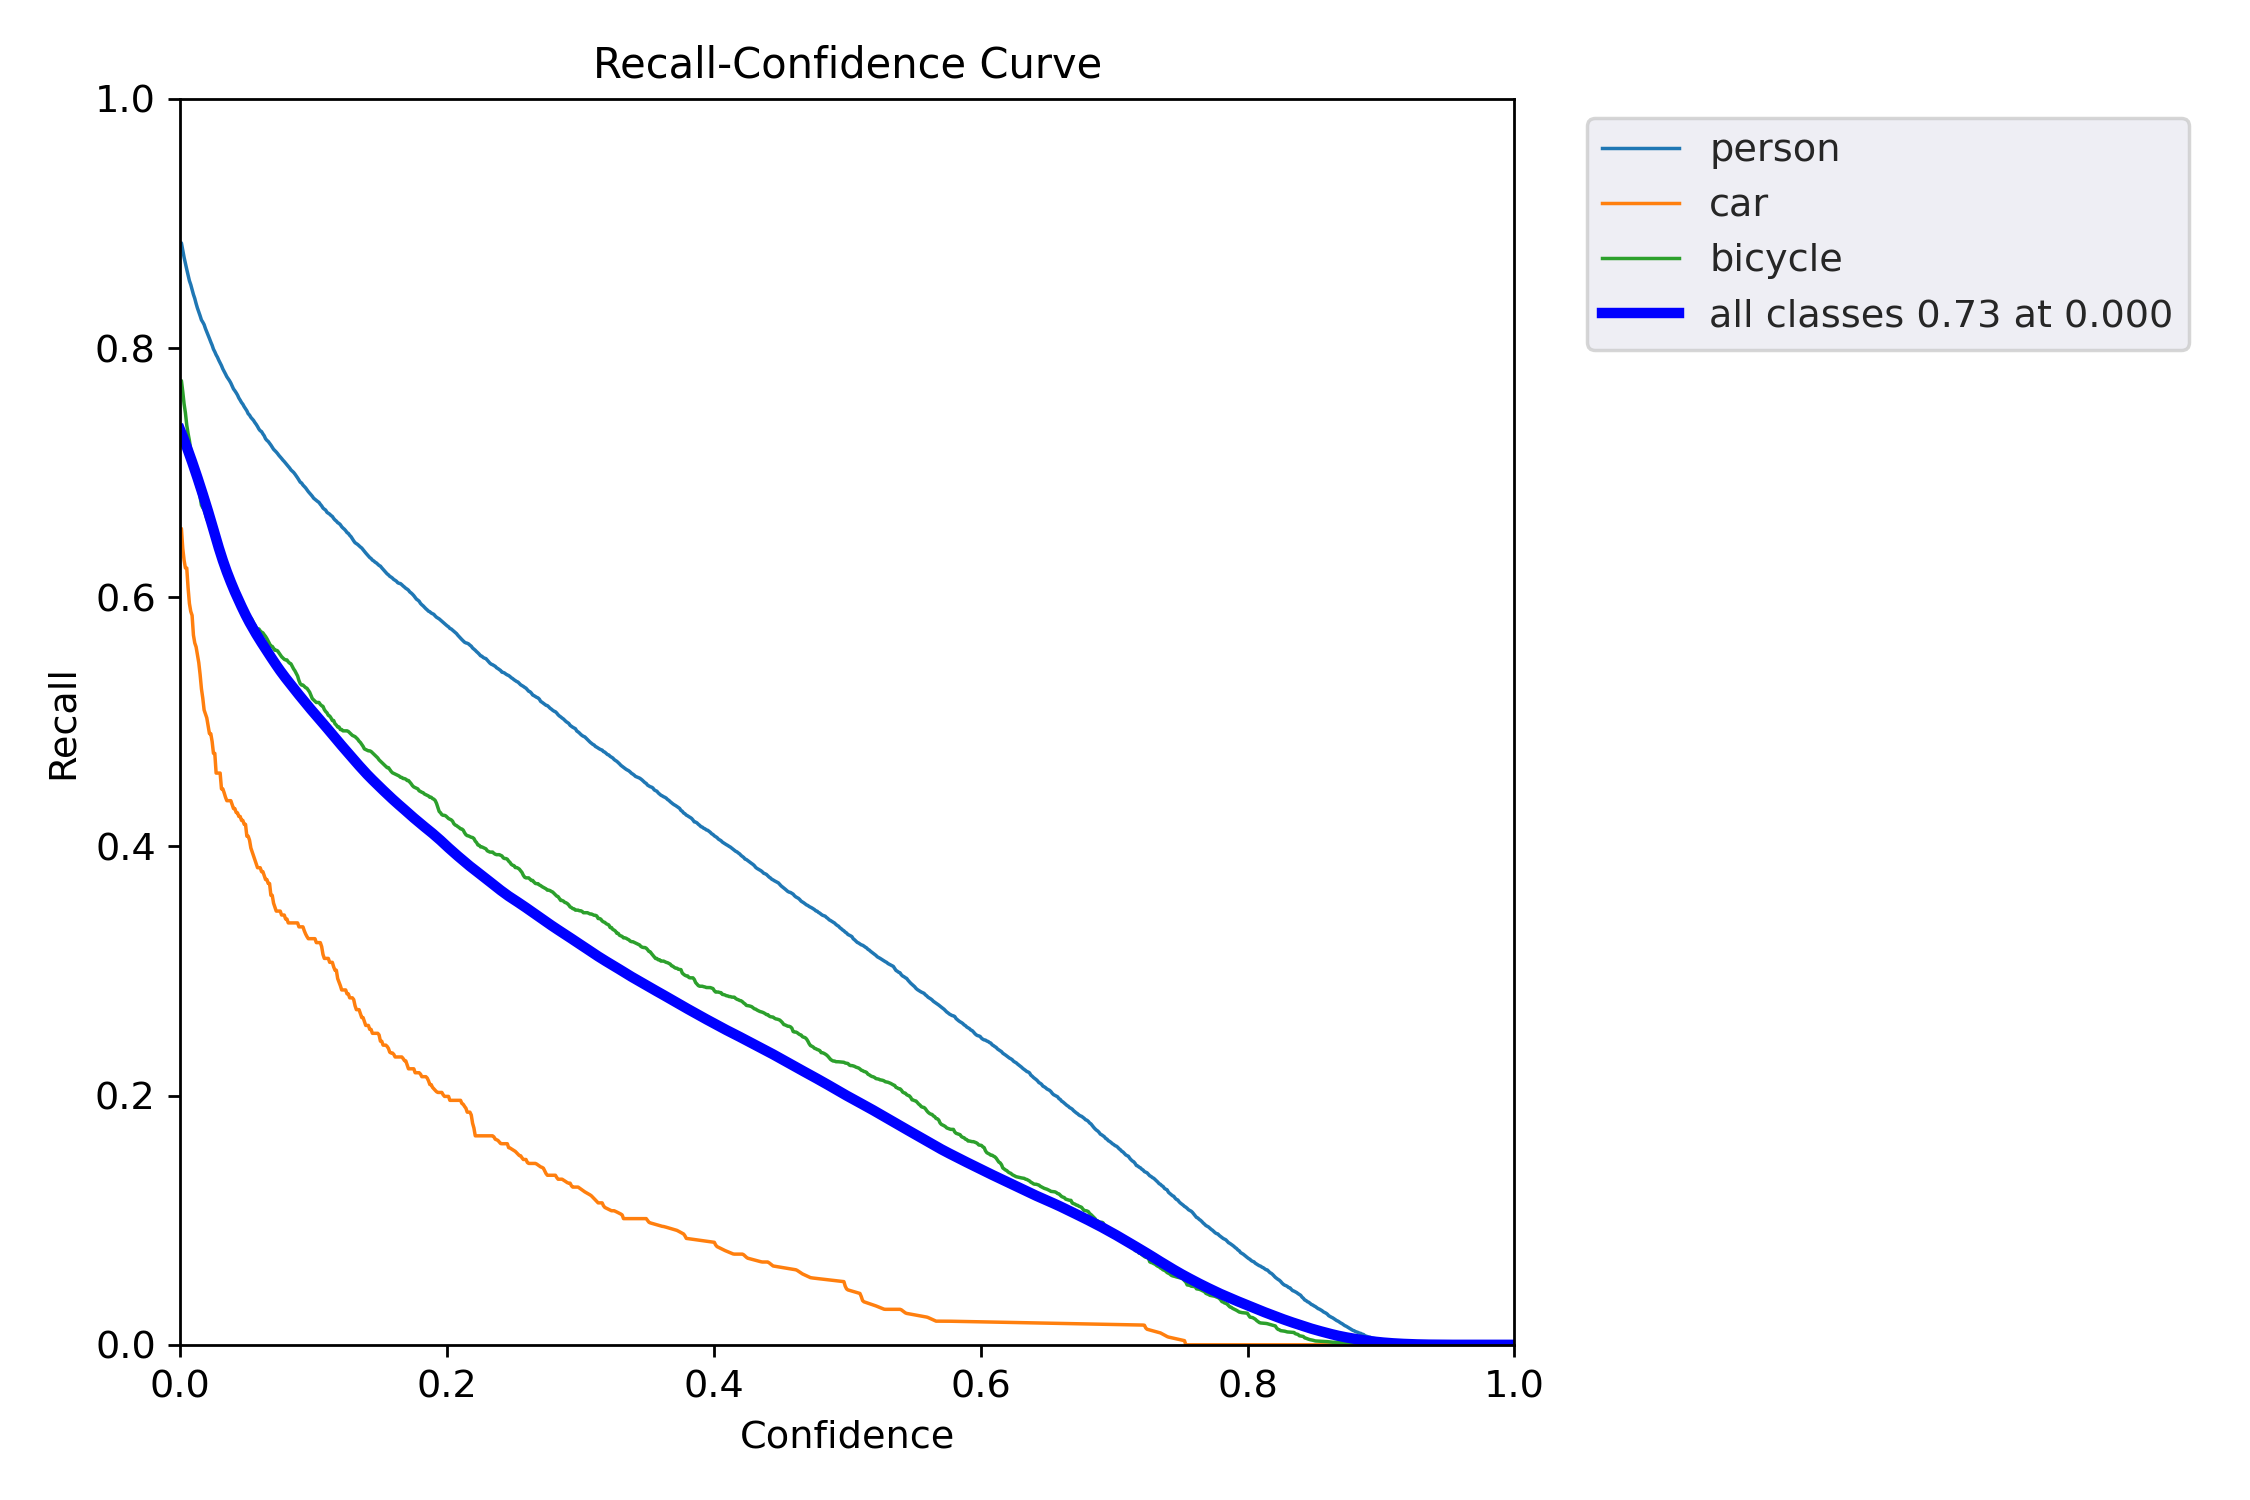 Recall-Confidence Curve
1.0
0.8
0.6
0.4
0.2
0.0
Recall
0.0 0.2 0.4 0.6 0.8 1.0
Confidence
person
car
bicycle
all classes 0.73 at 0.000